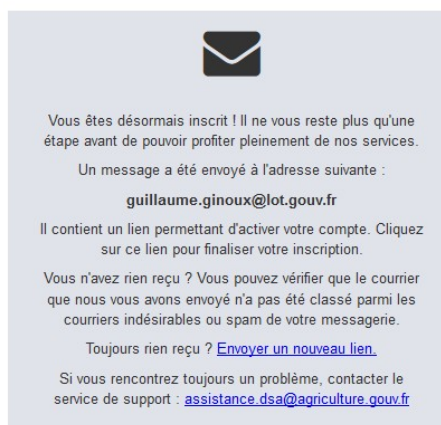 Vous êtes désormais inscrit ! Il ne vous reste plus qu'une
étape avant de pouvoir profiter pleinement de nos services.
Un message a été envoyé à l'adresse suivante :
guillaume.ginoux@lot.gouv.fr
Il contient un lien permettant d'activer votre compte. Cliquez
sur ce lien pour finaliser votre inscription.
Vous n'avez rien reçu ? Vous pouvez vérifier que le courrier
que nous vous avons envoyé n'a pas été classé parmi les
courriers indésirables ou spam de votre messagerie.
Toujours rien reçu ? Envoyer un nouveau lien.
Si vous rencontrez toujours un problème, contacter le
service de support : assistance.dsa@agriculture.gouv.fr